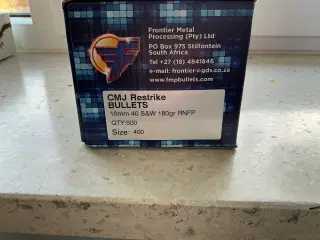 Frontier Metal
Processing (Pty) Ltd
PO Box 975 Stilfontein
South Africa
Tel +27 (18) 4841846
e-mail: frontier@gds.co.za
www.fmpbullets.com
CMJ Restrike
BULLETS
10mm-40 S&W 180gr RNFP
QTY:500
Size: 400